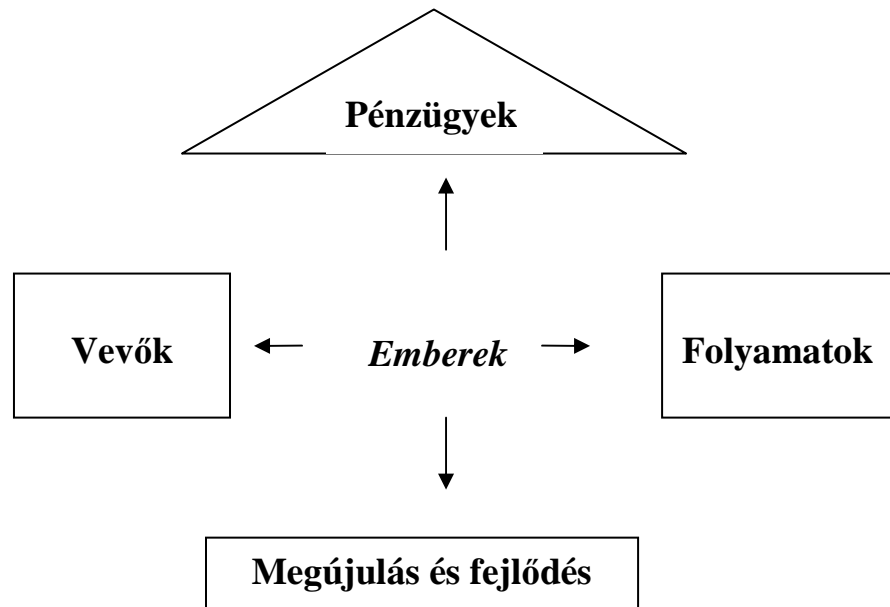 Pénzügyek
Vevők
Emberek
Folyamatok
Megújulás és fejlődés